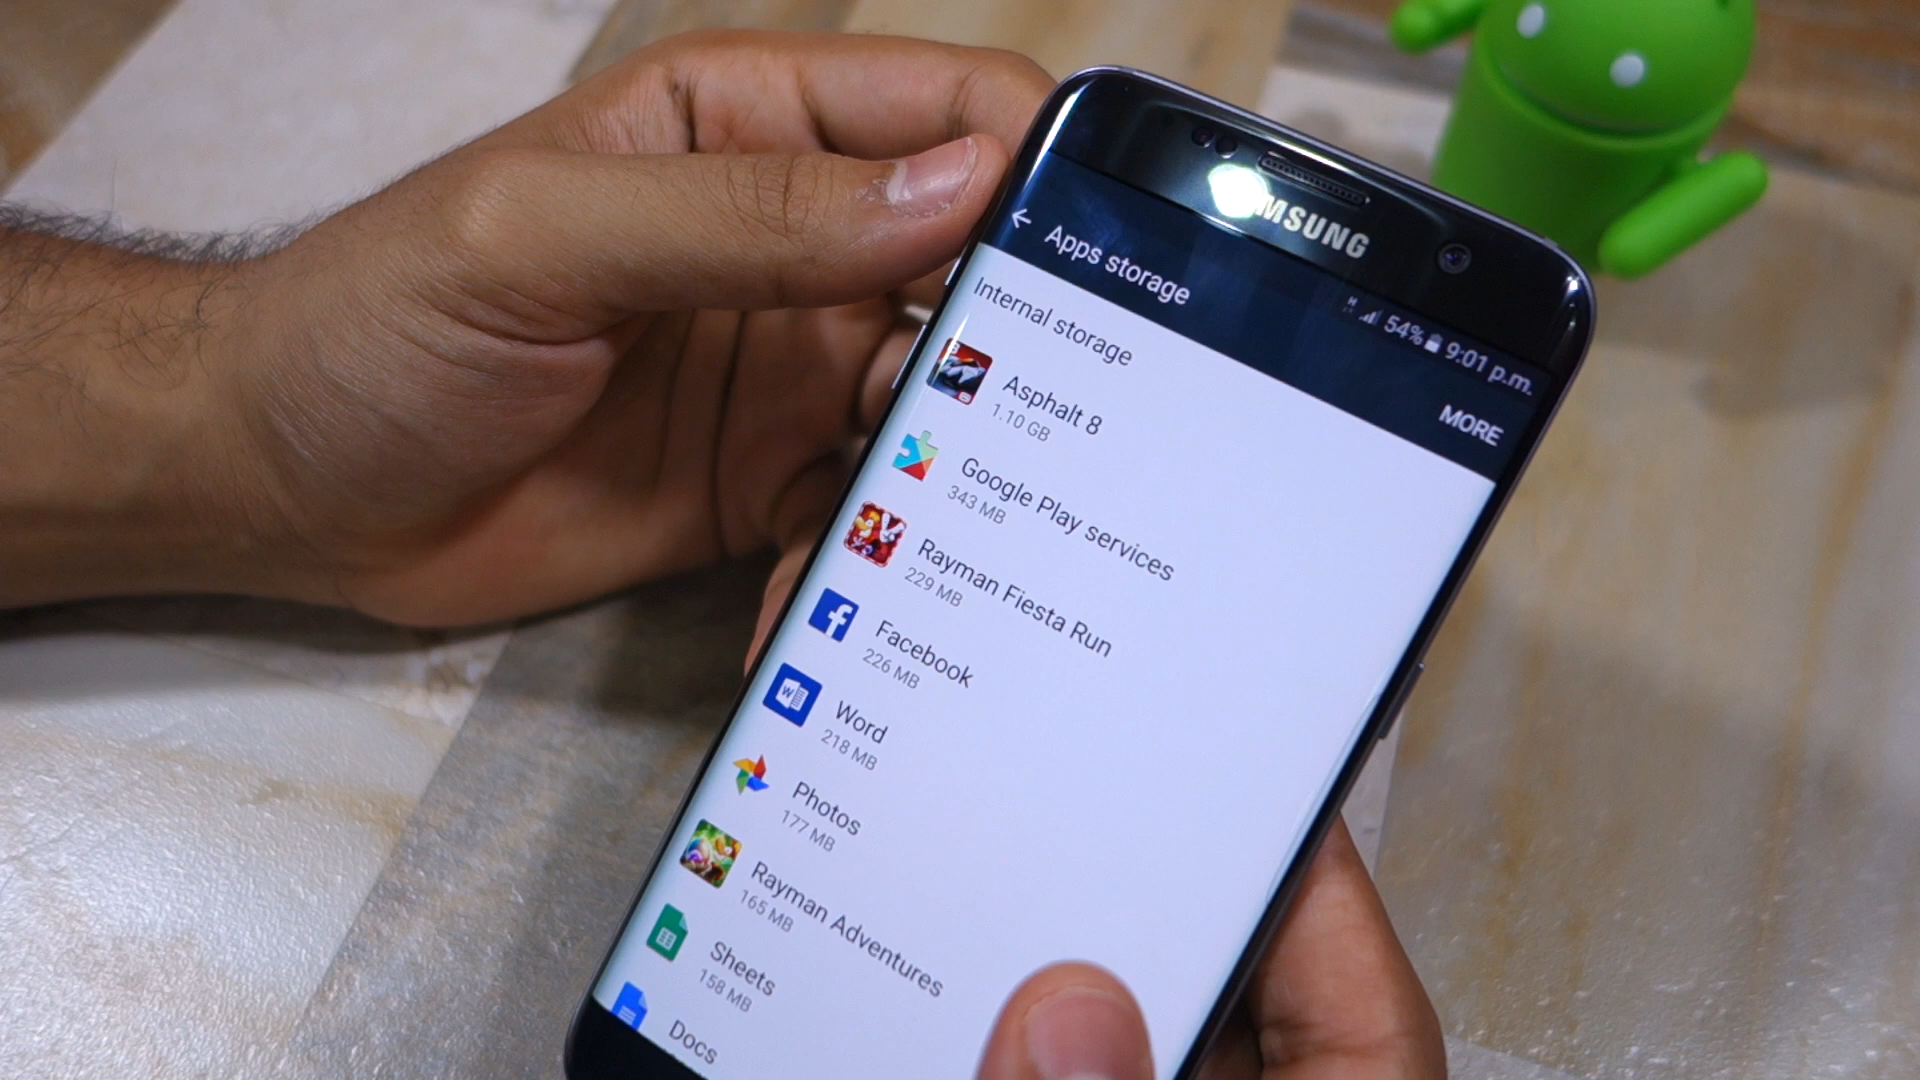 MSUNG
H 54% 9:01 p.m.
Apps storage
MORE
Internal storage
Asphalt 8
1.10 GB
Google Play services
343 MB
Rayman Fiesta Run
229 MB
Facebook
226 MB
W
Word
218 MB
Photos
177 MB
Rayman Adventures
165 MB
Sheets
158 MB
Docs